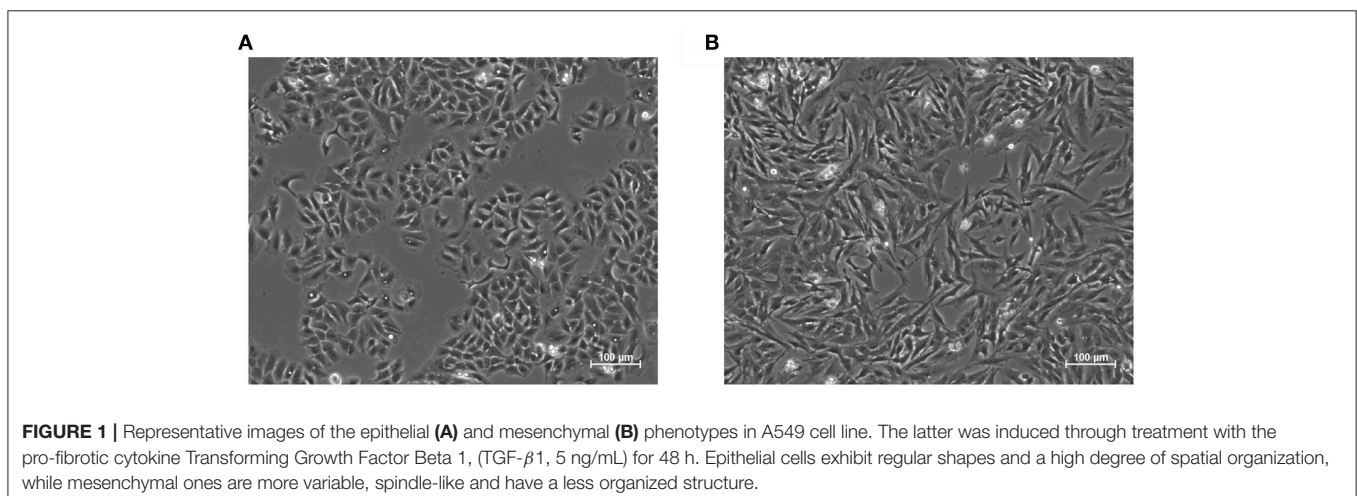 A
B
100 µm
100 µm
FIGURE 1 | Representative images of the epithelial (A) and mesenchymal (B) phenotypes in A549 cell line. The latter was induced through treatment with the
pro-fibrotic cytokine Transforming Growth Factor Beta 1, (TGF-β1, 5 ng/mL) for 48 h. Epithelial cells exhibit regular shapes and a high degree of spatial organization,
while mesenchymal ones are more variable, spindle-like and have a less organized structure.